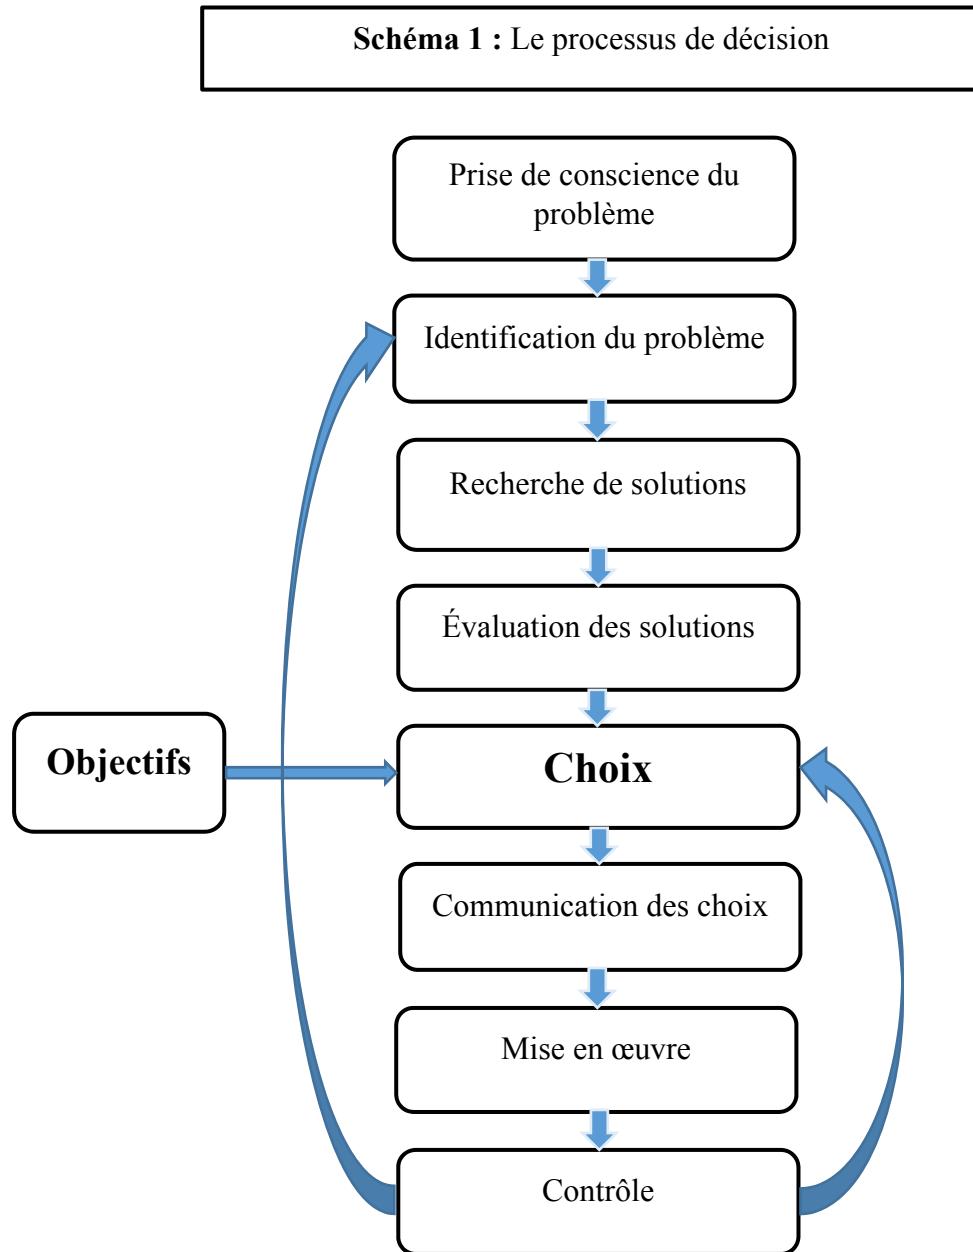 Schéma 1 : Le processus de décision
Prise de conscience du
problème
Identification du problème
Recherche de solutions
Évaluation des solutions
Objectifs
Choix
Communication des choix
Mise en œuvre
Contrôle